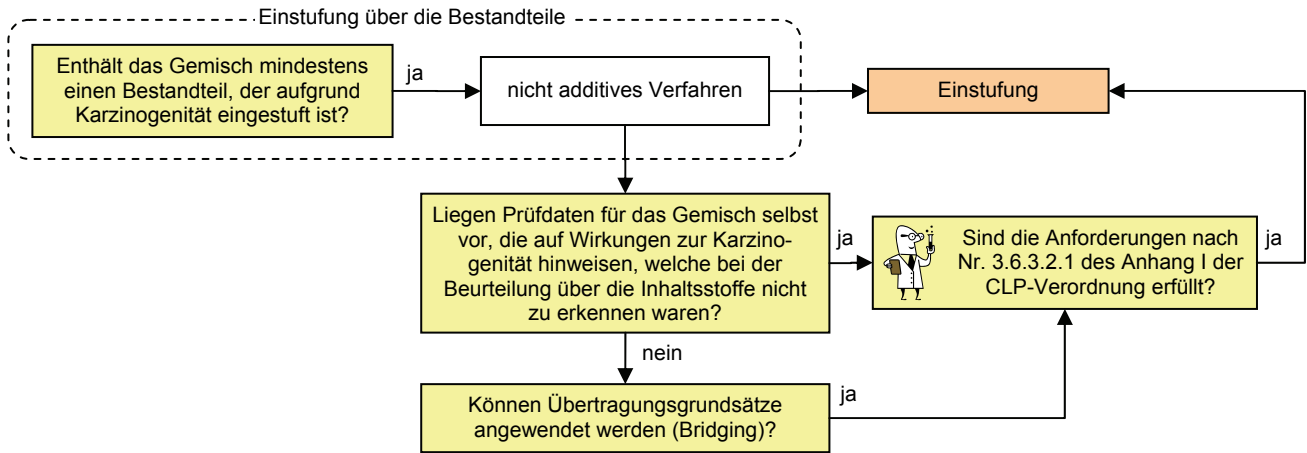 Einstufung über die Bestandteile
Enthält das Gemisch mindestens
einen Bestandteil, der aufgrund
Karzinogenität eingestuft ist?
ja
nicht additives Verfahren
Einstufung
Liegen Prüfdaten für das Gemisch selbst
vor, die auf Wirkungen zur Karzino-
genität hinweisen, welche bei der
Beurteilung über die Inhaltsstoffe nicht
zu erkennen waren?
ja
Sind die Anforderungen nach
Nr. 3.6.3.2.1 des Anhang I der
CLP-Verordnung erfüllt?
ja
nein
Können Übertragungsgrundsätze
angewendet werden (Bridging)?
ja